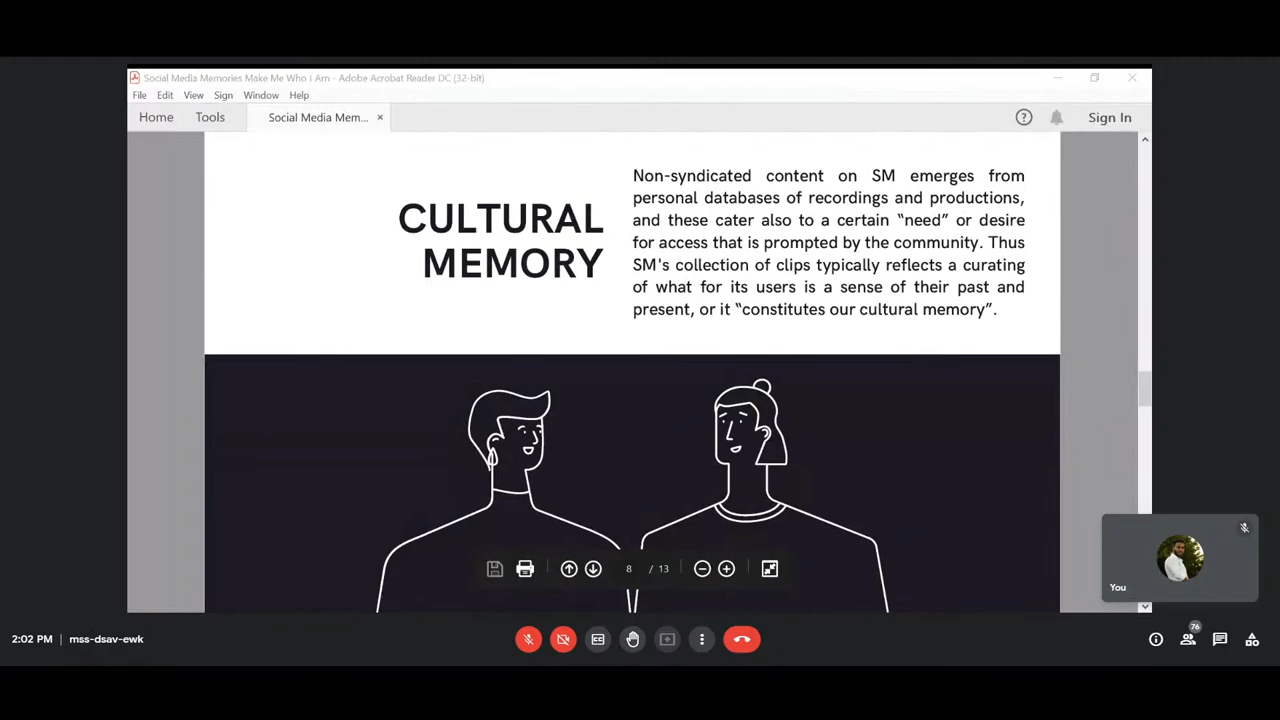 Social Media Memories Make Me Who I Am - Adobe Acrobat Reader DC (32-bit)
File Edit View Sign Window Help
Home Tools Social Media Mem... × ? Sign In
CULTURAL
MEMORY
Non-syndicated content on SM emerges from
personal databases of recordings and productions,
and these cater also to a certain “need” or desire
for access that is prompted by the community. Thus
SM's collection of clips typically reflects a curating
of what for its users is a sense of their past and
present, or it “constitutes our cultural memory”.
8 / 13
You
2:02 PM | mss-dsav-ewk
CC
76